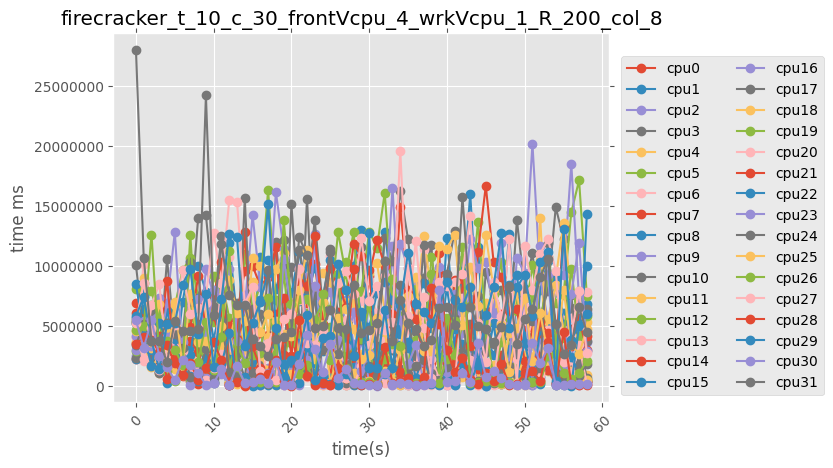 firecracker_t_10_c_30_frontVcpu_4_wrkVcpu_1_R_200_col_8
time ms
25000000
20000000
15000000
10000000
5000000
0
0
10
20
30
40
50
60
time(s)
cpu0
cpu1
cpu2
cpu3
cpu4
cpu5
cpu6
cpu7
cpu8
cpu9
cpu10
cpu11
cpu12
cpu13
cpu14
cpu15
cpu16
cpu17
cpu18
cpu19
cpu20
cpu21
cpu22
cpu23
cpu24
cpu25
cpu26
cpu27
cpu28
cpu29
cpu30
cpu31